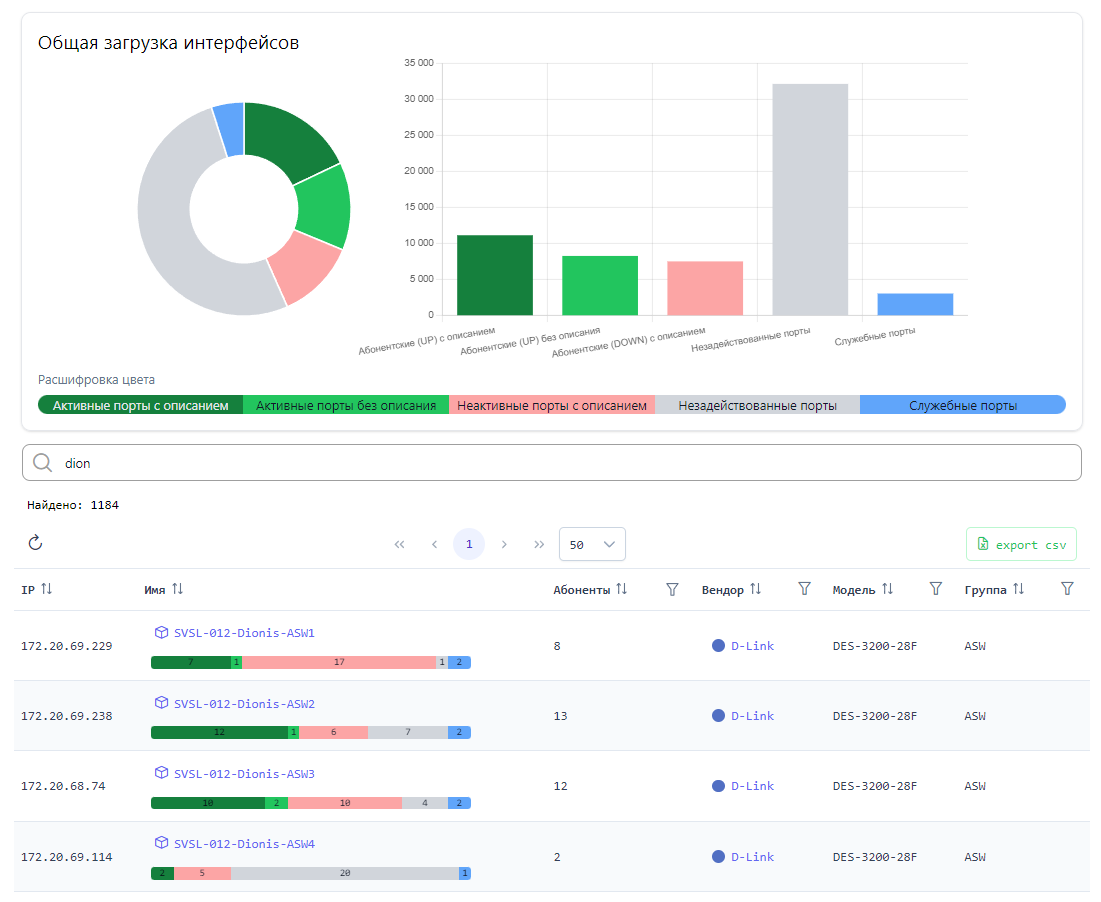 Общая загрузка интерфейсов
35 000
30 000
25 000
20 000
15 000
10 000
5 000
0
Абонентские (UP) с описанием
Абонентские (UP) без описания
Абонентские (DOWN) с описанием
Незадействованные порты
Служебные порты
Расшифровка цвета
Активные порты с описанием Активные порты без описания Неактивные порты с описанием Незадействованные порты Служебные порты
dion
Найдено: 1184
« ‹ 1 › » 50 export csv
IP Имя Абоненты Вендор Модель Группа
SVSL-012-Dionis-ASW1
172.20.69.229 8 D-Link DES-3200-28F ASW
7 1 17 1 2
SVSL-012-Dionis-ASW2
172.20.69.238 13 D-Link DES-3200-28F ASW
12 1 6 7 2
SVSL-012-Dionis-ASW3
172.20.68.74 12 D-Link DES-3200-28F ASW
10 2 10 4 2
SVSL-012-Dionis-ASW4
172.20.69.114 2 D-Link DES-3200-28F ASW
2 5 20 1